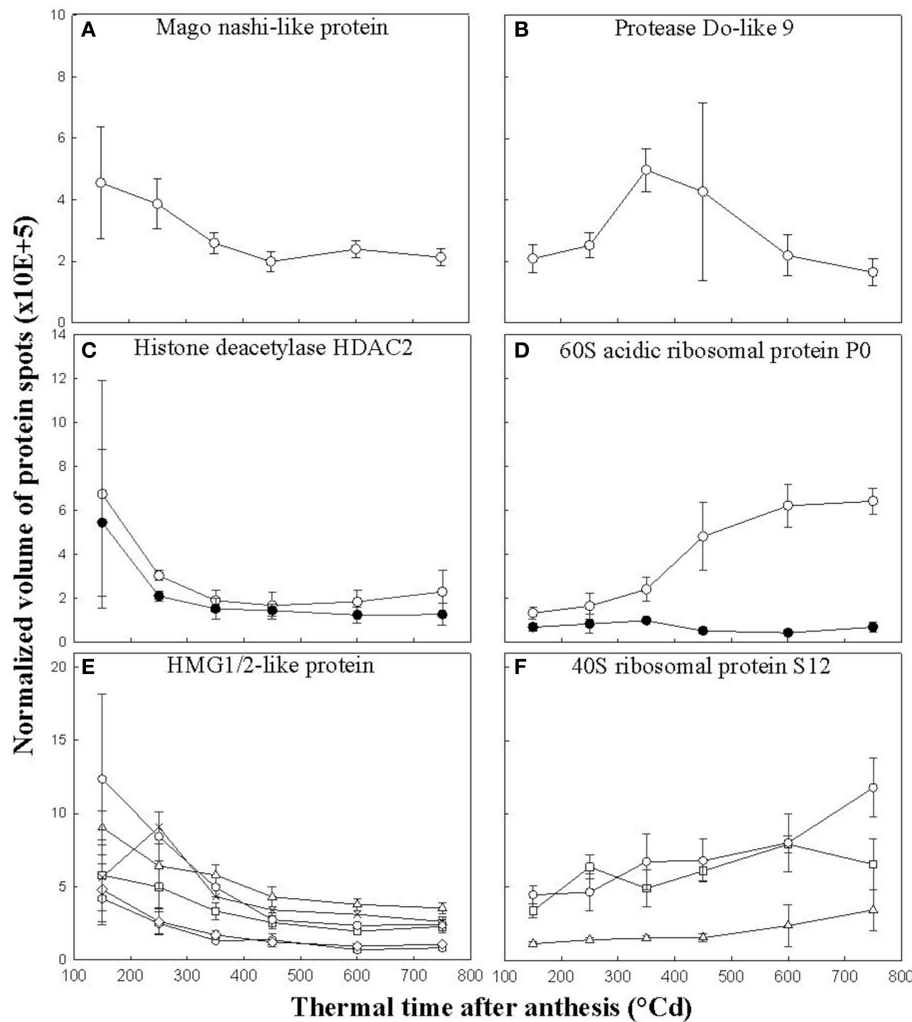 A Mago nashi-like protein
B Protease Do-like 9
10
8
6
4
2
0
C Histone deacetylase HDAC2
D 60S acidic ribosomal protein P0
14
12
10
8
6
4
2
0
E HMG1/2-like protein
F 40S ribosomal protein S12
20
15
10
5
0
100 200 300 400 500 600 700 800
100 200 300 400 500 600 700 800
Normalized volume of protein spots (x10E+5)
Thermal time after anthesis (°Cd)